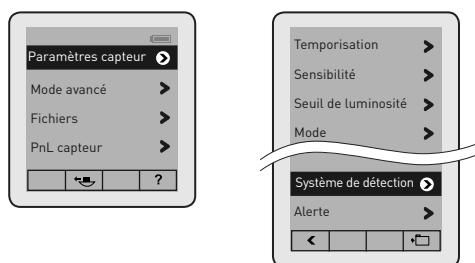 Paramètres capteur
Mode avancé
Fichiers
PnL capteur
?
Temporisation
Sensibilité
Seuil de luminosité
Mode
Système de détection
Alerte